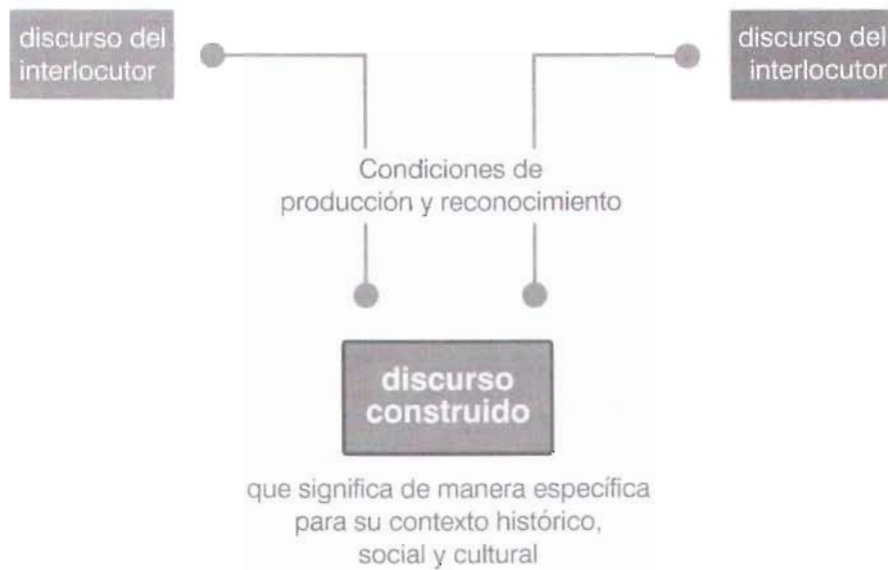 discurso del
interlocutor
discurso del
interlocutor
Condiciones de
producción y reconocimiento
discurso
construido
que significa de manera específica
para su contexto histórico,
social y cultural